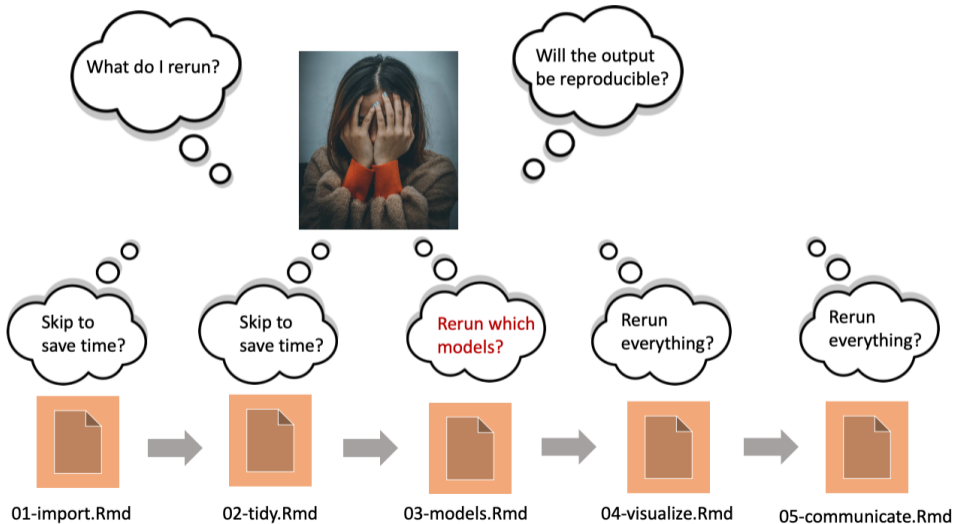 What do I rerun?
Will the output
be reproducible?
Skip to
save time?
Skip to
save time?
Rerun which
models?
Rerun
everything?
Rerun
everything?
01-import.Rmd
02-tidy.Rmd
03-models.Rmd
04-visualize.Rmd
05-communicate.Rmd